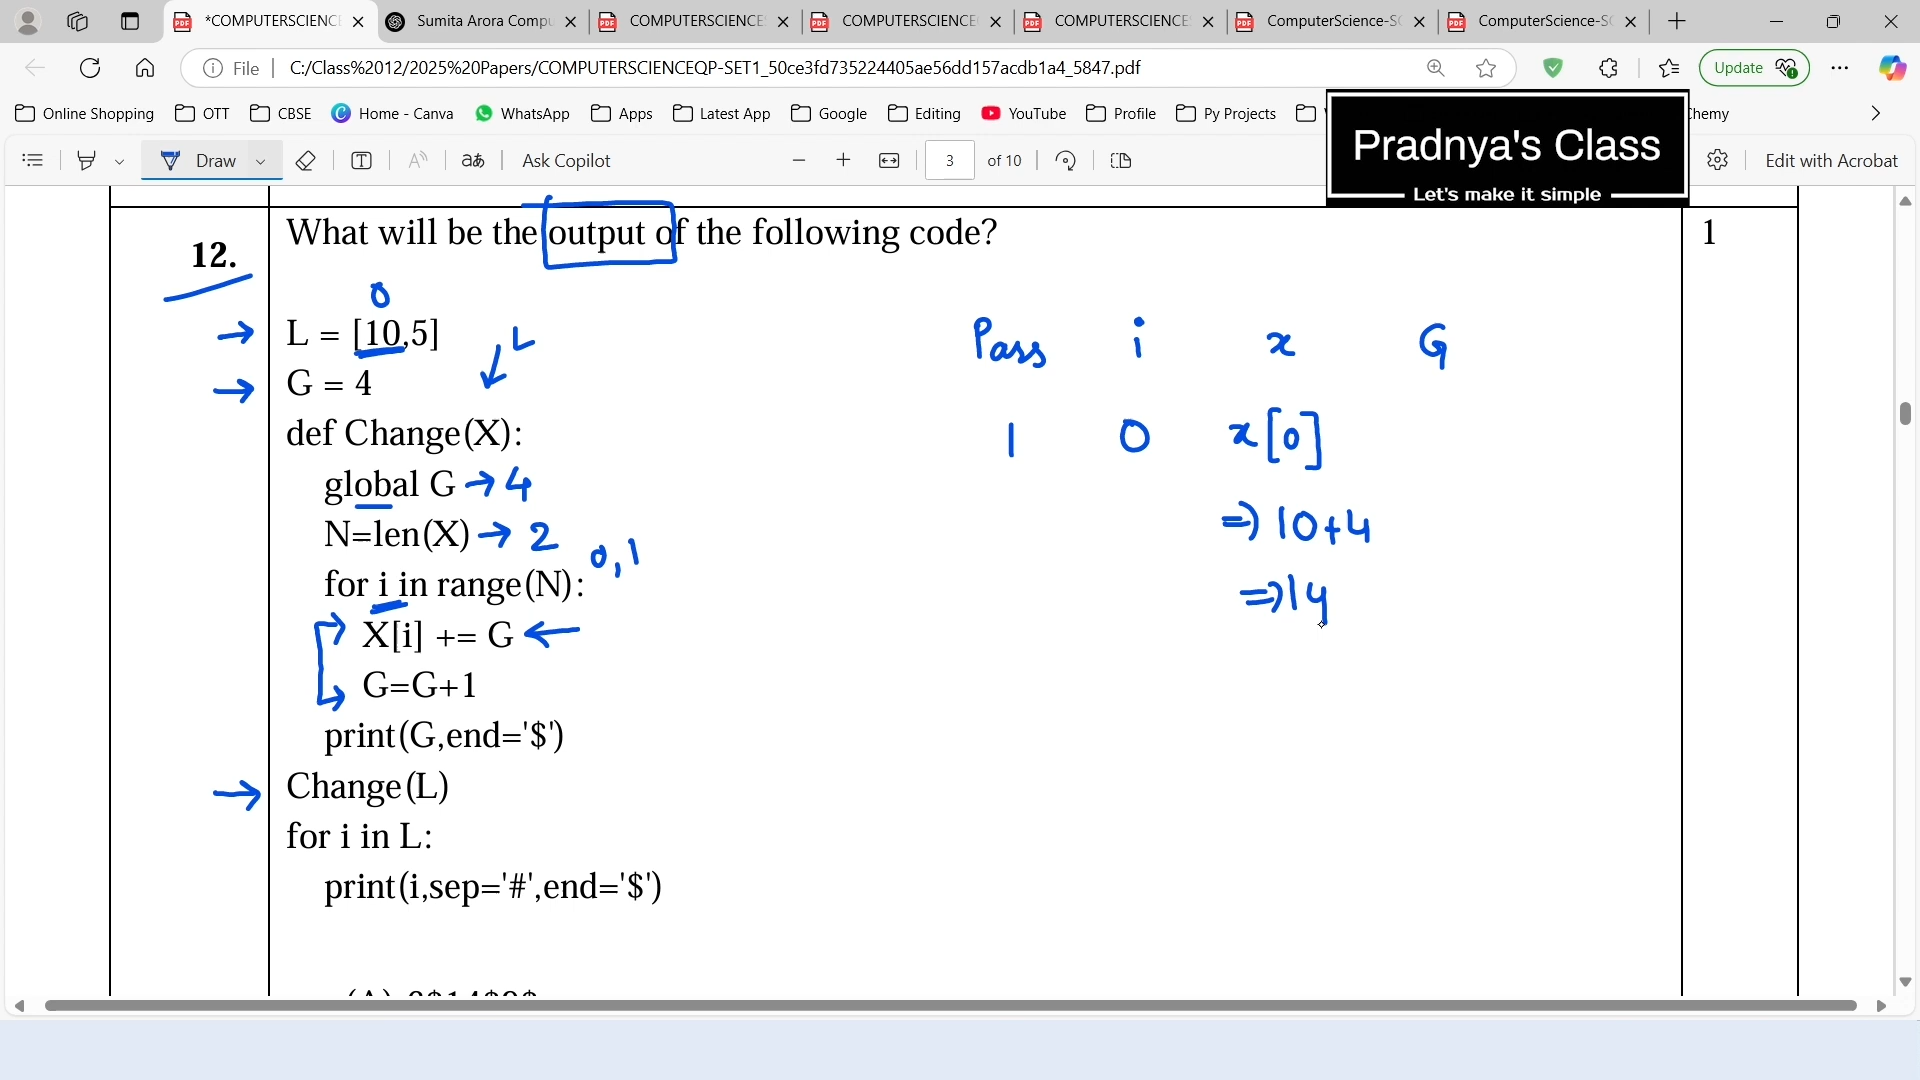 *COMPUTERSCIENCE
Sumita Arora Compu
COMPUTERSCIENCE
COMPUTERSCIENCE
COMPUTERSCIENCE
ComputerScience-SQ
ComputerScience-SQ
File
C:/Class%2012/2025%20Papers/COMPUTERSCIENCEQP-SET1_50ce3fd735224405ae56dd157acdb1a4_5847.pdf
Update
Online Shopping
OTT
CBSE
Home - Canva
WhatsApp
Apps
Latest App
Google
Editing
YouTube
Profile
Py Projects
Draw
Ask Copilot
3
of 10
Edit with Acrobat
Pradnya's Class
Let's make it simple
12.
What will be the output of the following code?
1
0
L = [10,5]
L
G = 4
def Change(X):
global G → 4
N=len(X) → 2
0,1
for i in range(N):
X[i] += G
G=G+1
print(G,end='$')
Change(L)
for i in L:
print(i,sep='#',end='$')
Pass i x G
1 0 x[0]
⇒ 10+4
⇒ 14